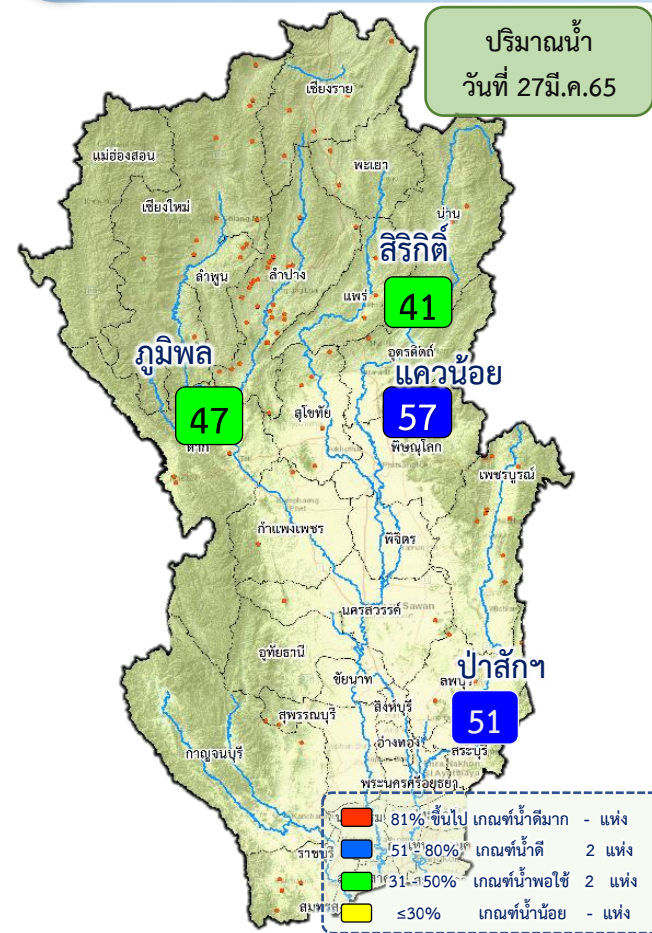 ปริมาณน้ำ
วันที่ 27มี.ค.65
เชียงราย
แม่ฮ่องสอน
พะเยา
เชียงใหม่
น่าน
สิริกิติ์
ลำพูน
ลำปาง
แพร่
41
ภูมิพล
อุตรดิตถ์
แควน้อย
47
สุโขทัย
57
ตาก
พิษณุโลก
เพชรบูรณ์
กำแพงเพชร
พิจิตร
นครสวรรค์
Sawan
อุทัยธานี
ป่าสักฯ
ชัยนาท
ลพบุรี
สุพรรณบุรี
สิงห์บุรี
51
อ่างทอง
กาญจนบุรี
สระบุรี
พระนครศรีอยุธยา
81% ขึ้นไป เกณฑ์น้ำดีมาก - แห่ง
51 - 80% เกณฑ์น้ำดี 2 แห่ง
ราชบุรี
31 - 50% เกณฑ์น้ำพอใช้ 2 แห่ง
≤30% เกณฑ์น้ำน้อย - แห่ง